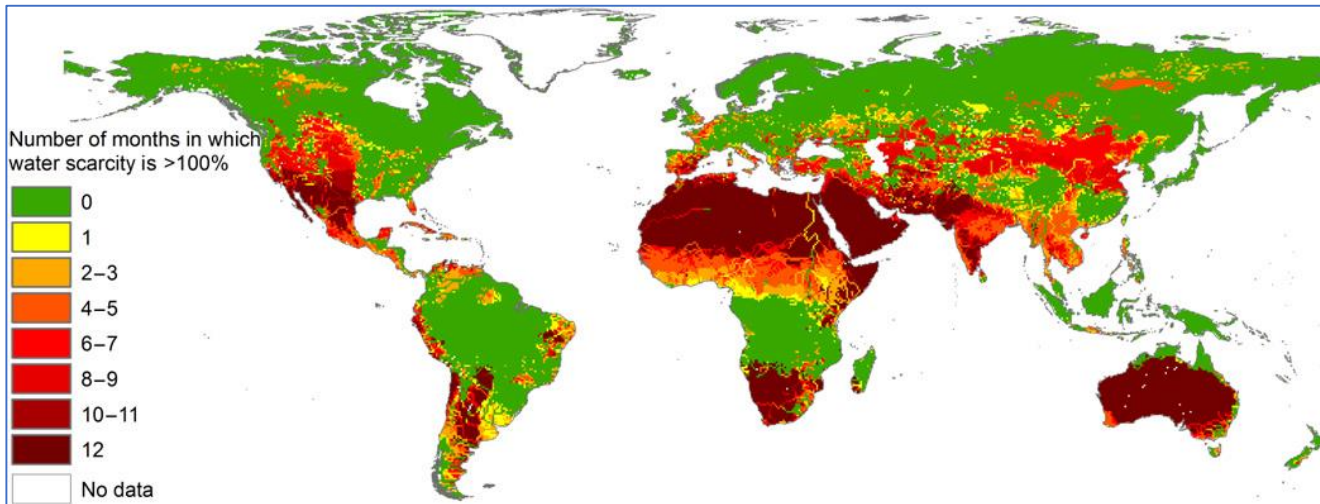 Number of months in which
water scarcity is >100%
0
1
2–3
4–5
6–7
8–9
10–11
12
No data